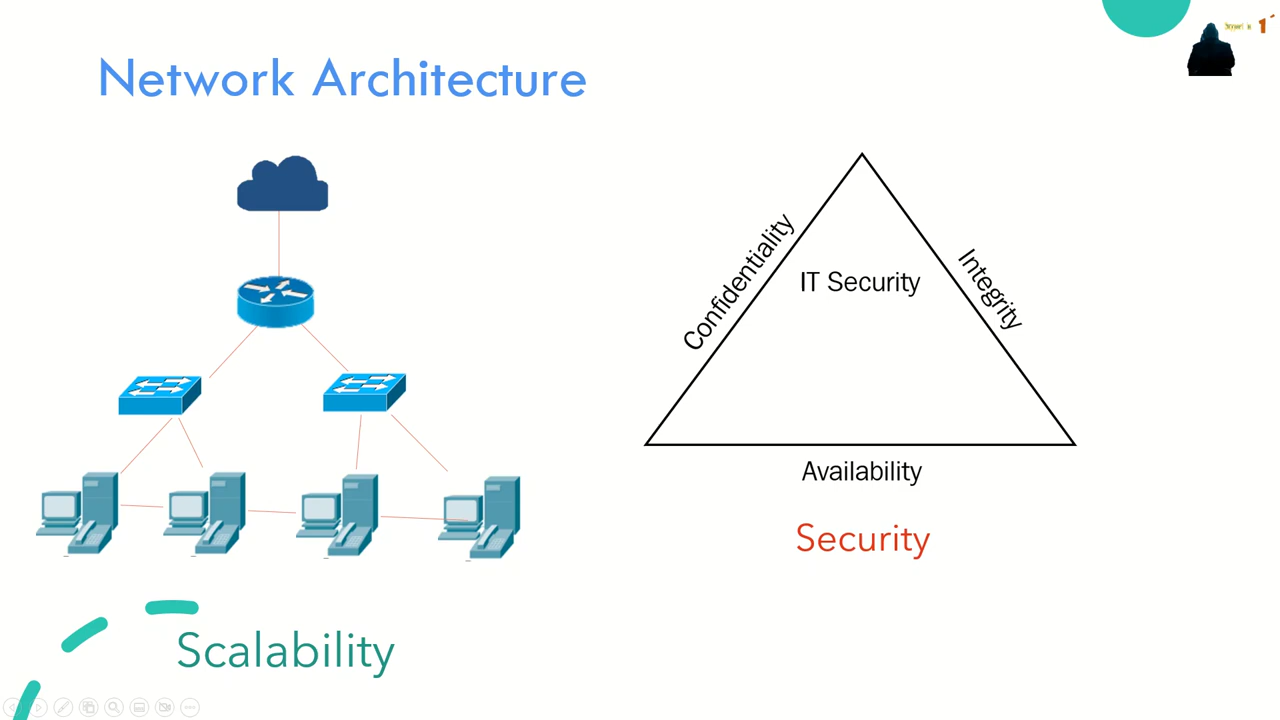 Network Architecture
Confidentiality
IT Security
Integrity
Availability
Security
Scalability